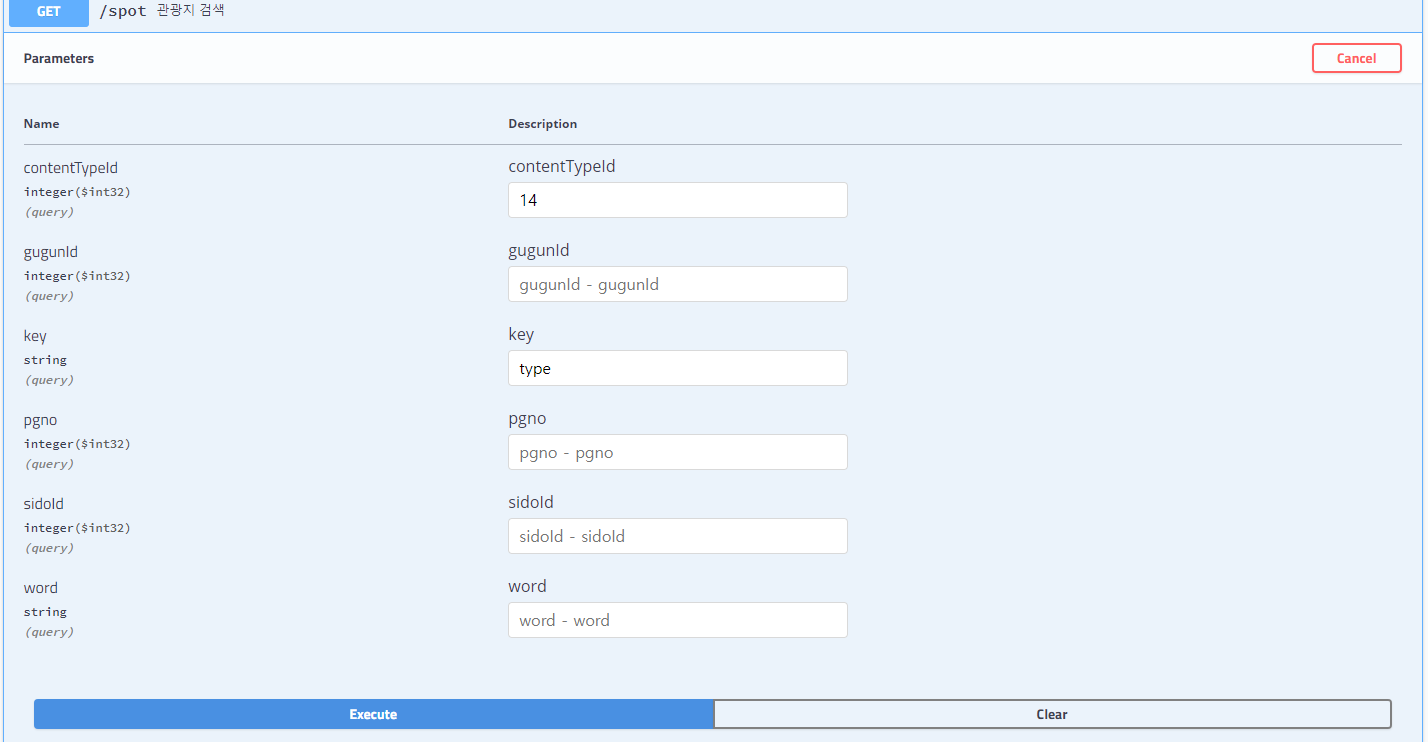 GET /spot 관광지 검색
Parameters Cancel
Name Description
contentTypeId contentTypeId
integer($int32)
(query) 14
gugunId gugunId
integer($int32)
(query) gugunId - gugunId
key key
string
(query) type
pgno pgno
integer($int32)
(query) pgno - pgno
sidoId sidoId
integer($int32)
(query) sidoId - sidoId
word word
string
(query) word - word
Execute Clear